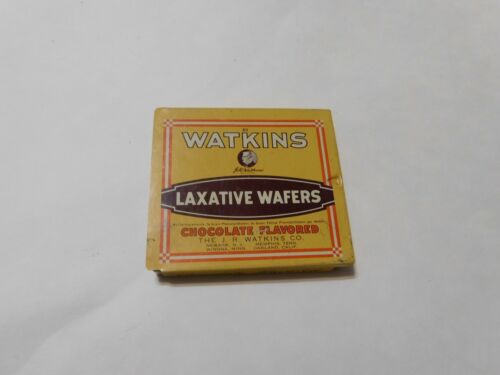 WATKINS
LAXATIVE WAFERS
CHOCOLATE FLAVORED
THE J. R. WATKINS CO.
NEWARK, N. J. MEMPHIS, TENN.
WINONA, MINN. OAKLAND, CALIF.